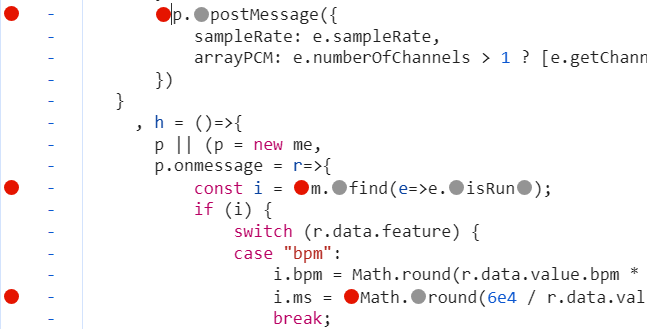 p.postMessage({
sampleRate: e.sampleRate,
arrayPCM: e.numberOfChannels > 1 ? [e.getChann
})
}
, h = ()=>{
p || (p = new me,
p.onmessage = r=>{
const i = m.find(e=>e.isRun);
if (i) {
switch (r.data.feature) {
case "bpm":
i.bpm = Math.round(r.data.value.bpm *
i.ms = Math.round(6e4 / r.data.val
break;